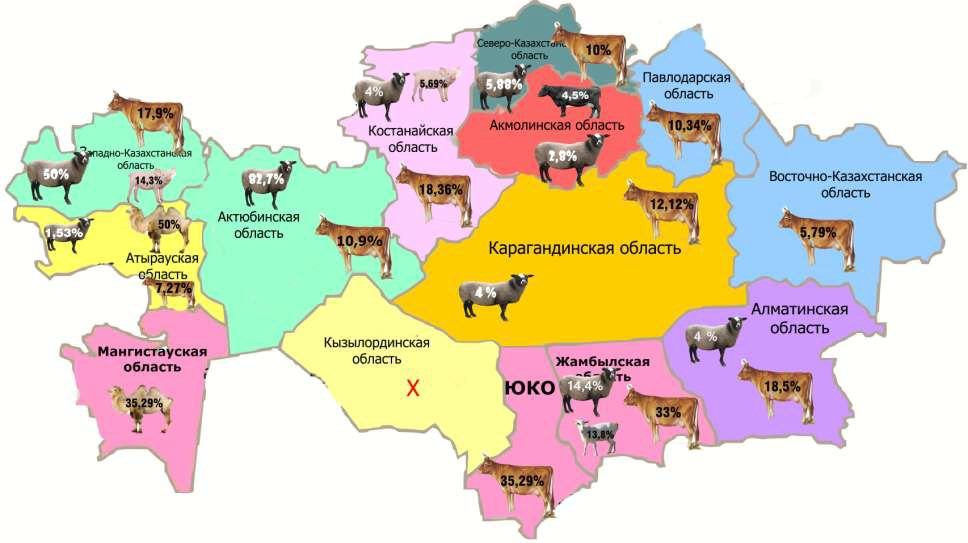 Северо-Казахстанс
область
10%
5,88%
4%
5,69%
Костанайская
область
18,36%
4,5%
Акмолинская область
2,8%
Павлодарская
область
10,34%
17,9%
Западно-Казахстанская
область
50%
14,3%
92,7%
Актюбинская
область
10,9%
1,53%
50%
Атырауская
область
7,27%
Восточно-Казахстанская
область
5,79%
12,12%
Карагандинская область
4 %
Алматинская
область
4 %
18,5%
Мангистауская
область
35,29%
Кызылординская
область
X
ЮКО
35,29%
Жамбылская
область
14,4%
33%
13,8%